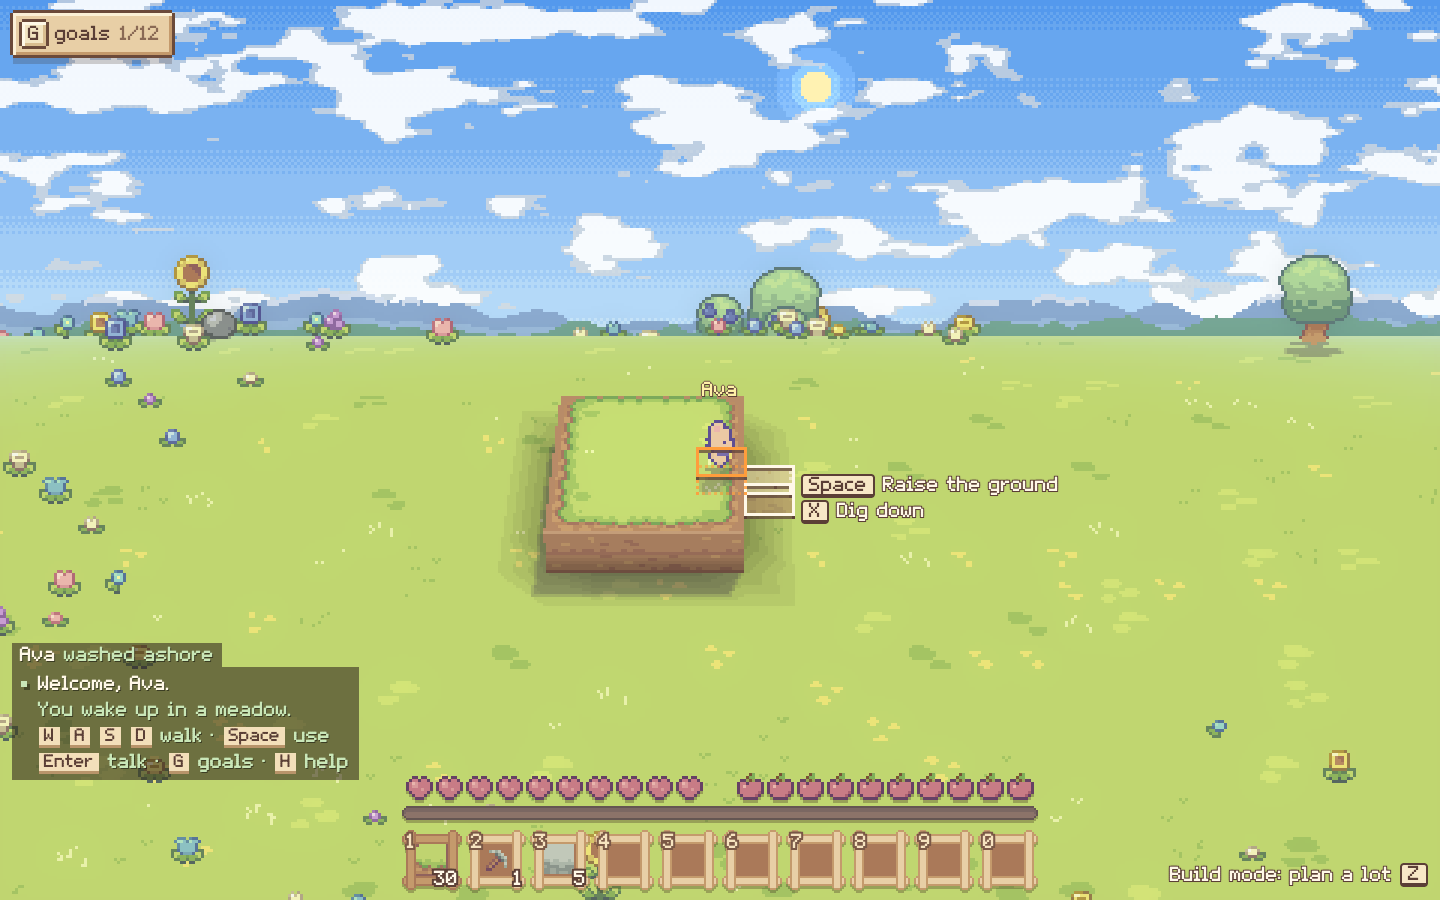 G goals 1/12
Ava
Space Raise the ground
X Dig down
Ava washed ashore
Welcome, Ava.
You wake up in a meadow.
W A S D walk · Space use
Enter talk · G goals · H help
1 2 3 4 5 6 7 8 9 0
30 1 5
Build mode: plan a lot Z